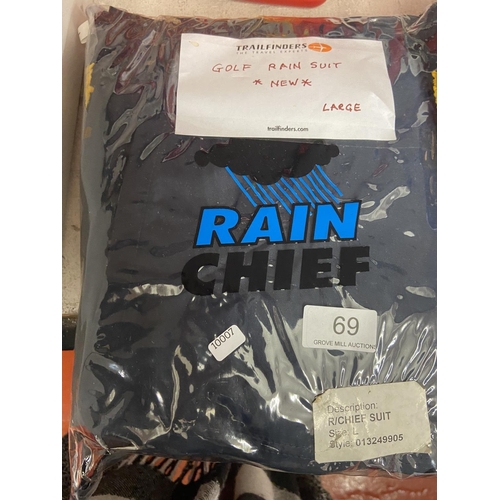 TRAILFINDERS
THE TRAVEL EXPERTS
GOLF RAIN SUIT
* NEW *
LARGE
trailfinders.com
RAIN
CHIEF
69
GROVE MILL AUCTIONS
10007
Description:
R/CHIEF SUIT
Size: L
Style: 013249905